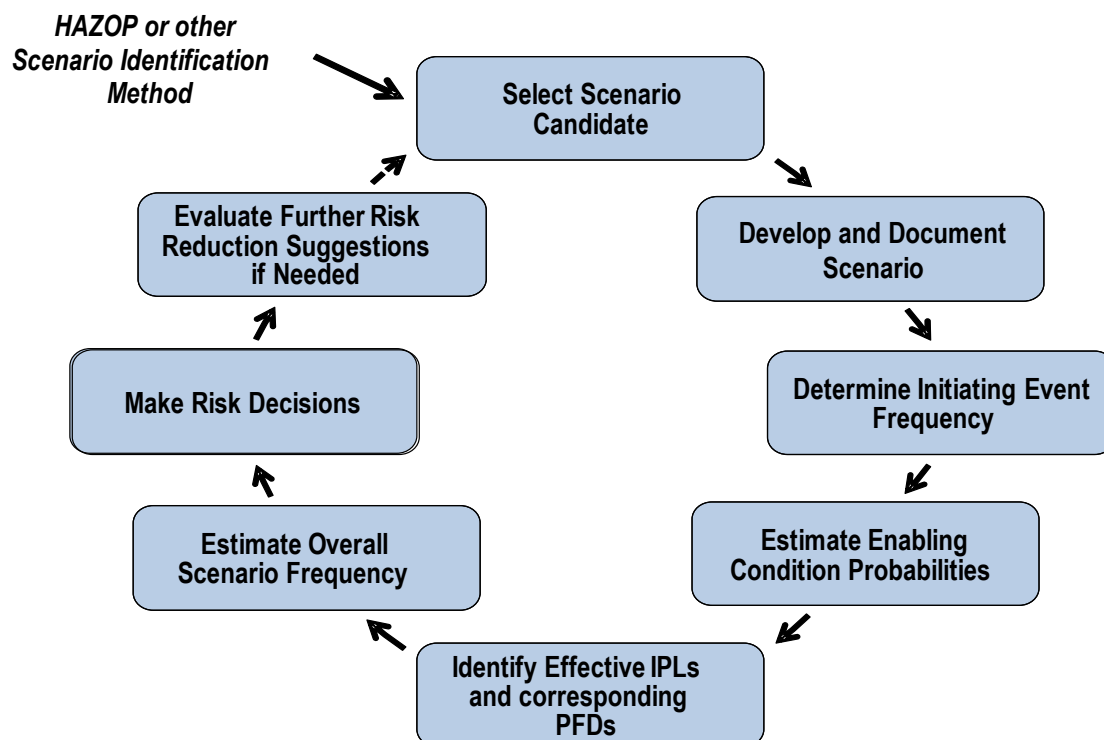 HAZOP or other
Scenario Identification
Method
Select Scenario
Candidate
Develop and Document
Scenario
Determine Initiating Event
Frequency
Estimate Enabling
Condition Probabilities
Identify Effective IPLs
and corresponding
PFDs
Estimate Overall
Scenario Frequency
Make Risk Decisions
Evaluate Further Risk
Reduction Suggestions
if Needed